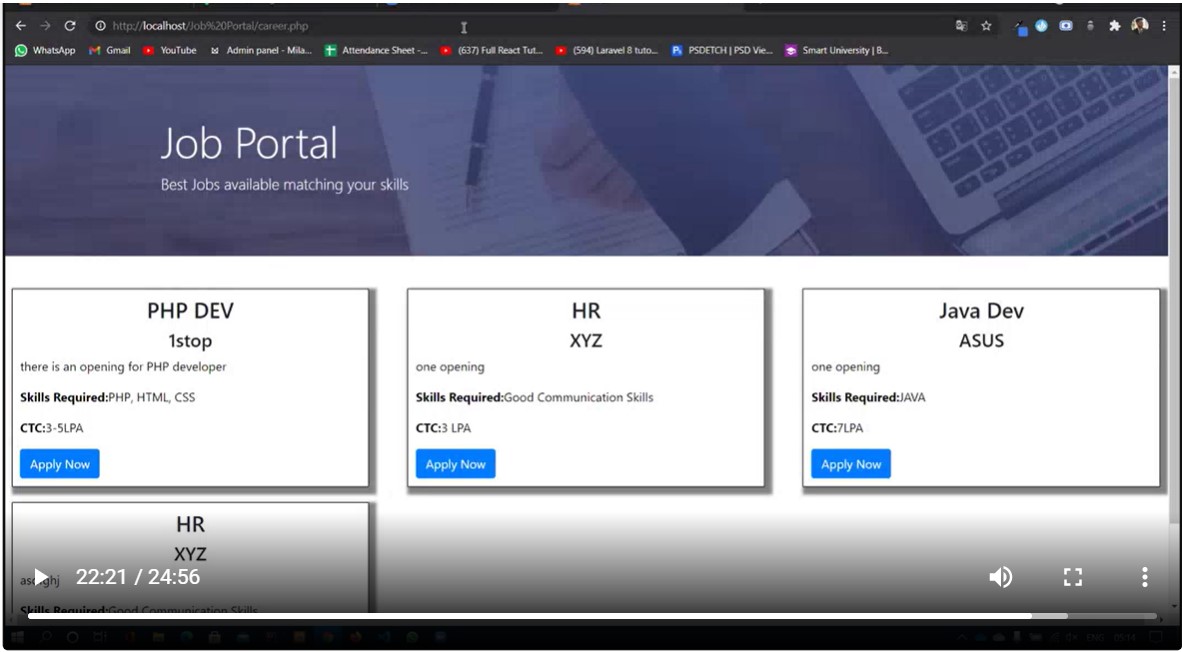 http://localhost/Job%20Portal/career.php
WhatsApp Gmail YouTube Admin panel - Mila... Attendance Sheet -... (637) Full React Tut... (594) Laravel 8 tuto... PSDETCH | PSD Vie... Smart University | B...
Job Portal
Best Jobs available matching your skills
PHP DEV
1stop
there is an opening for PHP developer
Skills Required:PHP, HTML, CSS
CTC:3-5LPA
Apply Now
HR
XYZ
one opening
Skills Required:Good Communication Skills
CTC:3 LPA
Apply Now
Java Dev
ASUS
one opening
Skills Required:JAVA
CTC:7LPA
Apply Now
HR
XYZ
22:21 / 24:56
Skills Required:Good Communication Skills
ENG 05:14